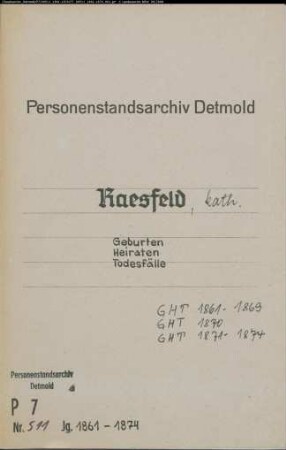 Personenstandsarchiv Detmold
Raesfeld, kath.
Geburten
Heiraten
Todesfälle
GHT 1861-1869
GHT 1870
GHT 1871-1874
Personenstandsarchiv
Detmold
P 7
Nr. 511 Jg. 1861 - 1874